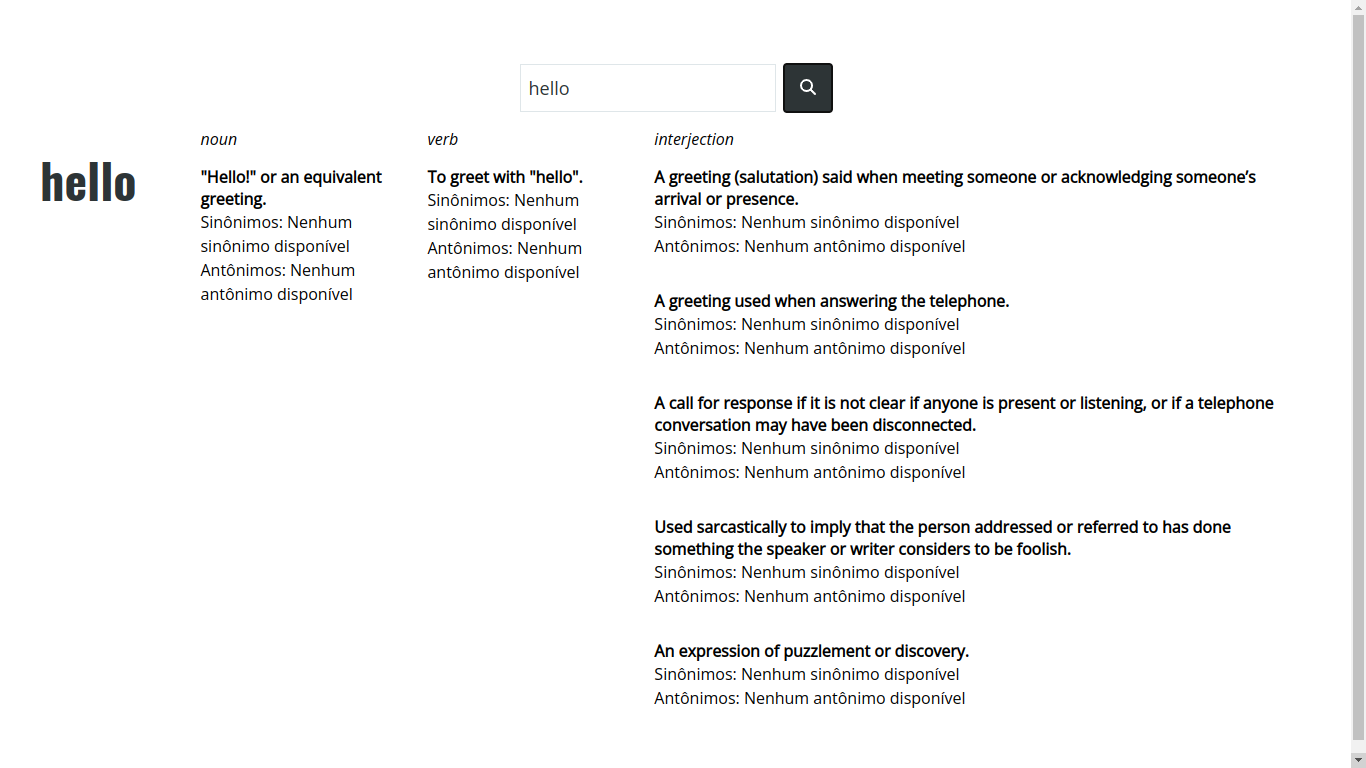 hello
hello
noun
"Hello!" or an equivalent
greeting.
Sinônimos: Nenhum
sinônimo disponível
Antônimos: Nenhum
antônimo disponível
verb
To greet with "hello".
Sinônimos: Nenhum
sinônimo disponível
Antônimos: Nenhum
antônimo disponível
interjection
A greeting (salutation) said when meeting someone or acknowledging someone’s
arrival or presence.
Sinônimos: Nenhum sinônimo disponível
Antônimos: Nenhum antônimo disponível
A greeting used when answering the telephone.
Sinônimos: Nenhum sinônimo disponível
Antônimos: Nenhum antônimo disponível
A call for response if it is not clear if anyone is present or listening, or if a telephone
conversation may have been disconnected.
Sinônimos: Nenhum sinônimo disponível
Antônimos: Nenhum antônimo disponível
Used sarcastically to imply that the person addressed or referred to has done
something the speaker or writer considers to be foolish.
Sinônimos: Nenhum sinônimo disponível
Antônimos: Nenhum antônimo disponível
An expression of puzzlement or discovery.
Sinônimos: Nenhum sinônimo disponível
Antônimos: Nenhum antônimo disponível